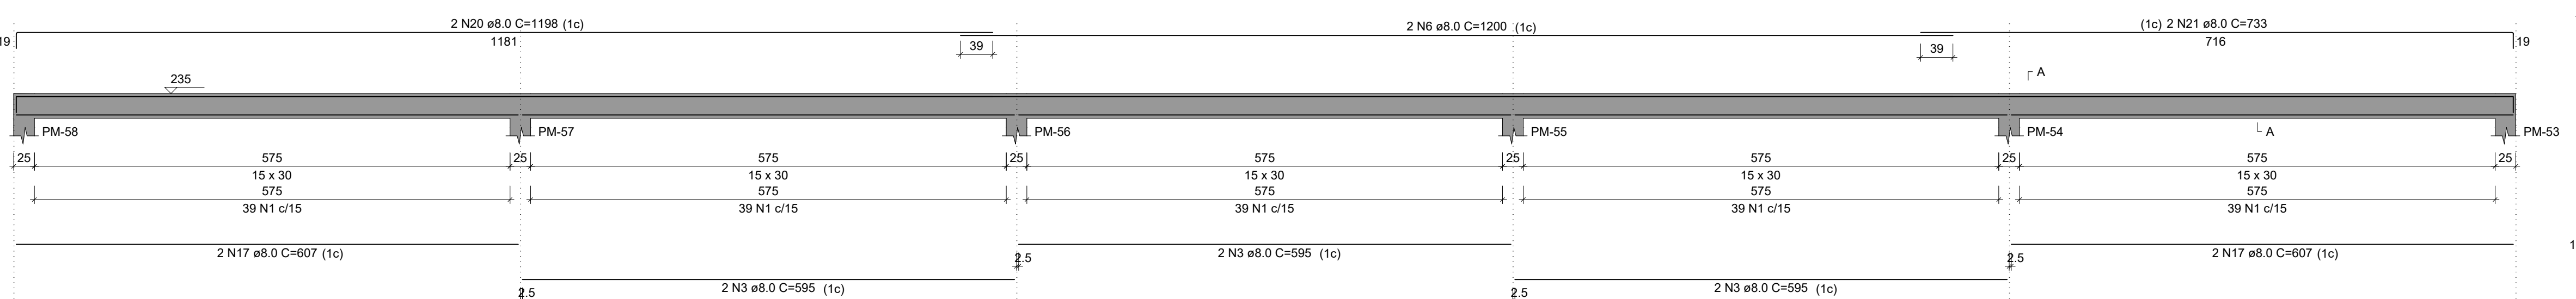 2 N20 ø8.0 C=1198 (1c)
2 N6 ø8.0 C=1200 (1c)
(1c) 2 N21 ø8.0 C=733
19
1181
39
39
716
19
235
A
PM-58
PM-57
PM-56
PM-55
PM-54
A
PM-53
25 575 25 575 25 575 25 575 25 575 25
15 x 30 15 x 30 15 x 30 15 x 30 15 x 30
575 575 575 575 575
39 N1 c/15 39 N1 c/15 39 N1 c/15 39 N1 c/15 39 N1 c/15
1
2 N17 ø8.0 C=607 (1c)
2 N3 ø8.0 C=595 (1c)
2 N17 ø8.0 C=607 (1c)
2.5
2.5
2 N3 ø8.0 C=595 (1c)
2 N3 ø8.0 C=595 (1c)
2.5
2.5